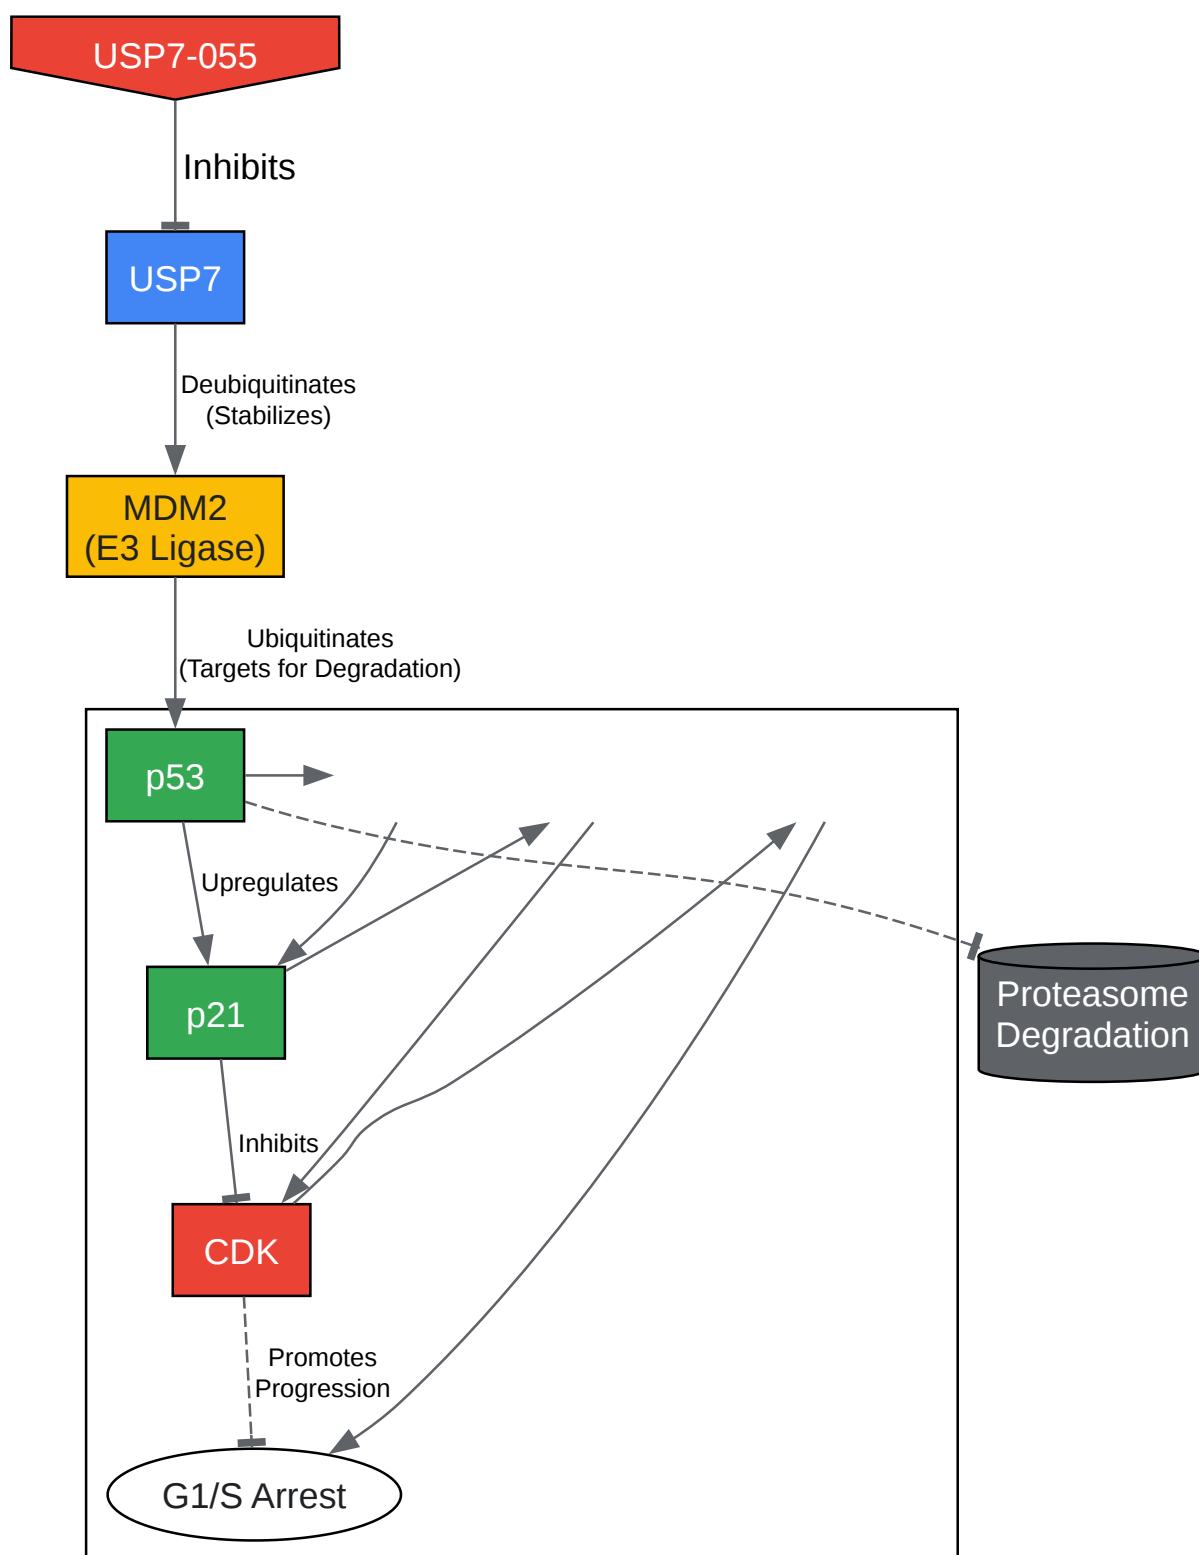 USP7-055
Inhibits
USP7
Deubiquitinates
(Stabilizes)
MDM2
(E3 Ligase)
Ubiquitinates
(Targets for Degradation)
p53
Upregulates
p21
Proteasome
Degradation
Inhibits
CDK
Promotes
Progression
G1/S Arrest